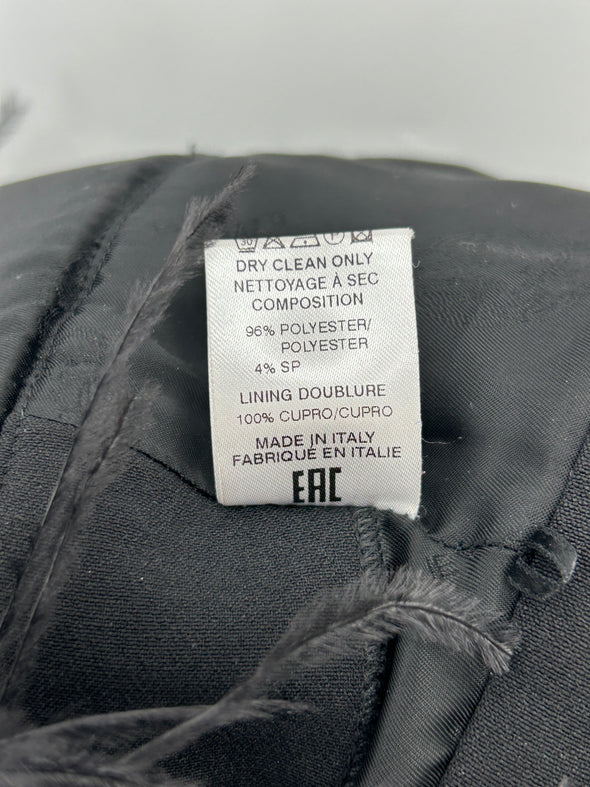 DRY CLEAN ONLY
NETTOYAGE À SEC
COMPOSITION
96% POLYESTER/
POLYESTER
4% SP
LINING DOUBLURE
100% CUPRO/CUPRO
MADE IN ITALY
FABRIQUÉ EN ITALIE
EAC